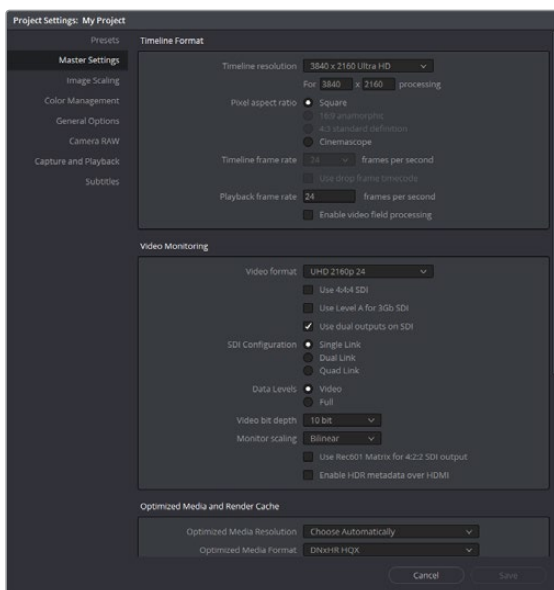 Project Settings: My Project
Presets
Master Settings
Image Scaling
Color Management
General Options
Camera RAW
Capture and Playback
Subtitles
Timeline Format
Timeline resolution 3840 x 2160 Ultra HD
For 3840 x 2160 processing
Pixel aspect ratio Square
16:9 anamorphic
4:3 standard definition
Cinemascope
Timeline frame rate 24 frames per second
Use drop frame timecode
Playback frame rate 24 frames per second
Enable video field processing
Video Monitoring
Video format UHD 2160p 24
Use 4:4:4 SDI
Use Level A for 3Gb SDI
Use dual outputs on SDI
SDI Configuration Single Link
Dual Link
Quad Link
Data Levels Video
Full
Video bit depth 10 bit
Monitor scaling Bilinear
Use Rec601 Matrix for 4:2:2 SDI output
Enable HDR metadata over HDMI
Optimized Media and Render Cache
Optimized Media Resolution Choose Automatically
Optimized Media Format DNxHR HQX
Cancel Save